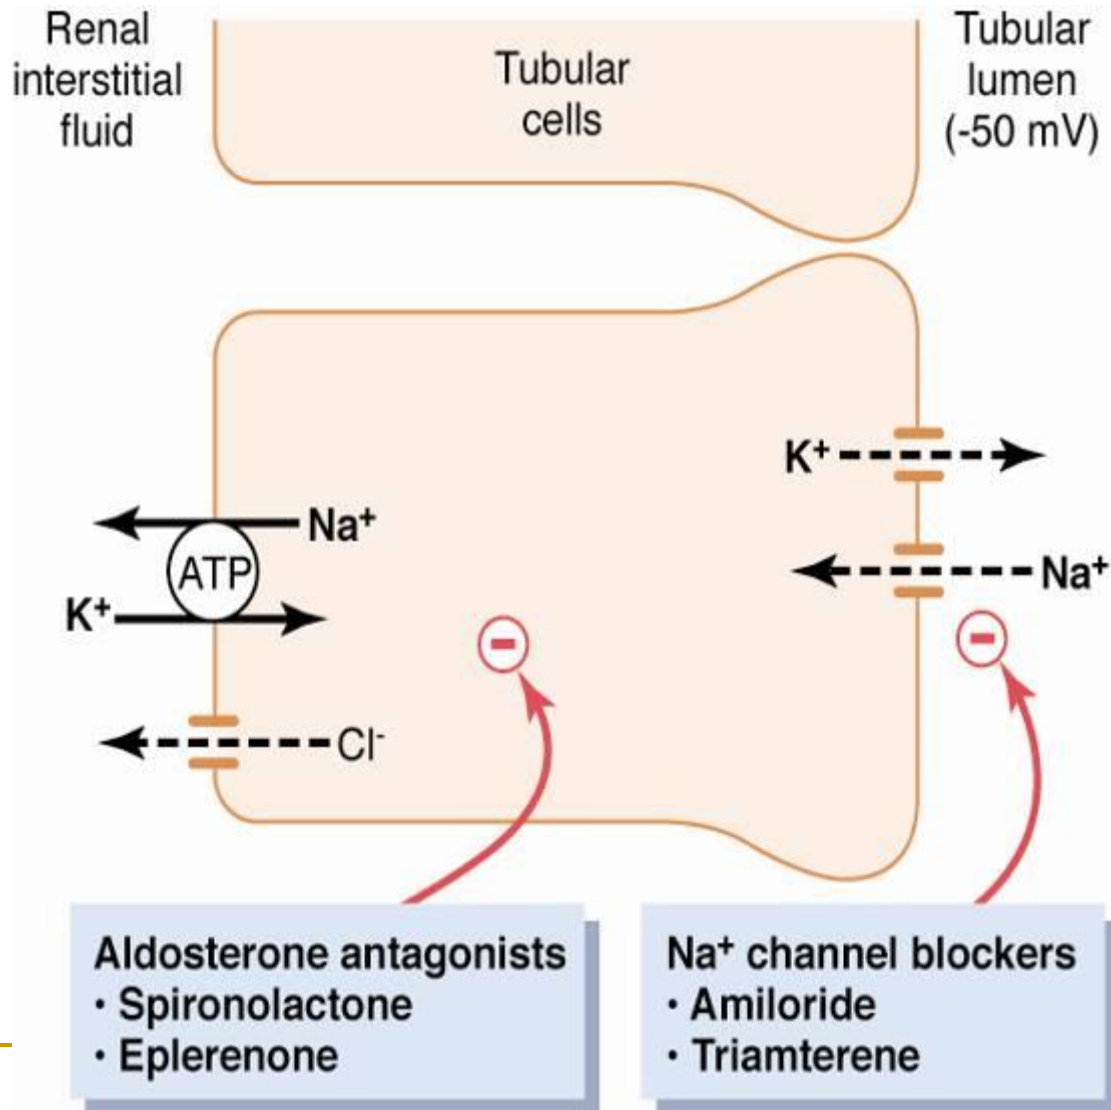 Renal
interstitial
fluid
Tubular
cells
Tubular
lumen
(-50 mV)
K⁺
Na⁺
ATP
Na⁺
K⁺
Cl⁻
Aldosterone antagonists
• Spironolactone
• Eplerenone
Na⁺ channel blockers
• Amiloride
• Triamterene